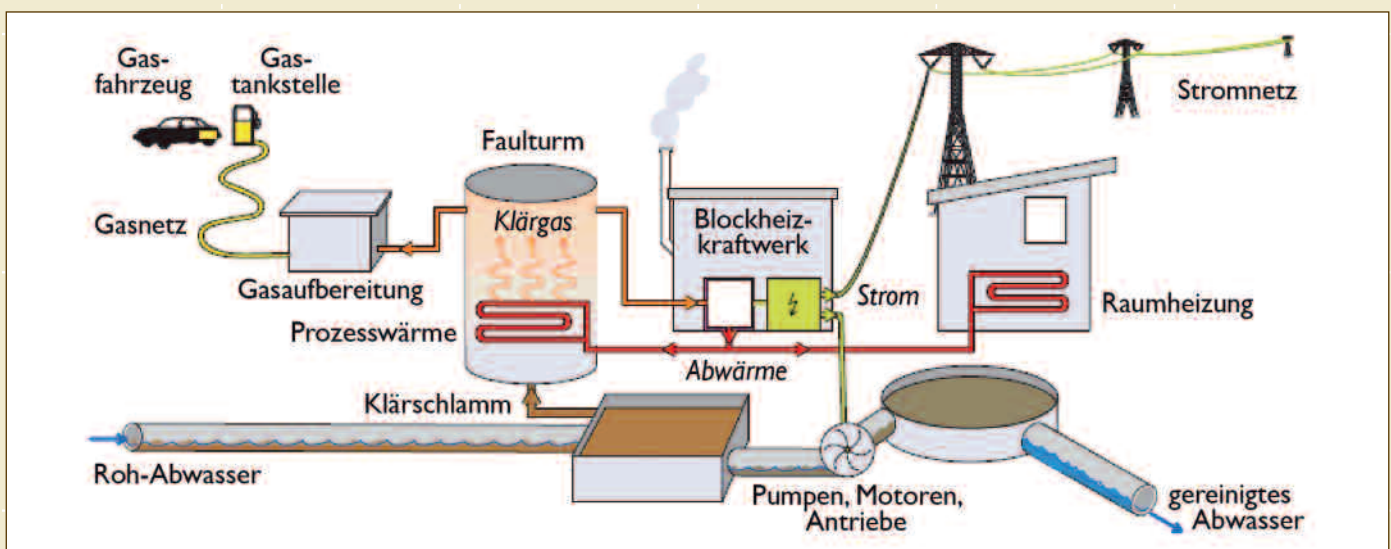 Gas-
fahrzeug
Gas-
tankstelle
Stromnetz
Faulturm
Klärgas
Blockheiz-
kraftwerk
Gasnetz
Gasaufbereitung
Strom
Raumheizung
Prozesswärme
Abwärme
Klärschlamm
Roh-Abwasser
Pumpen, Motoren,
Antriebe
gereinigtes
Abwasser